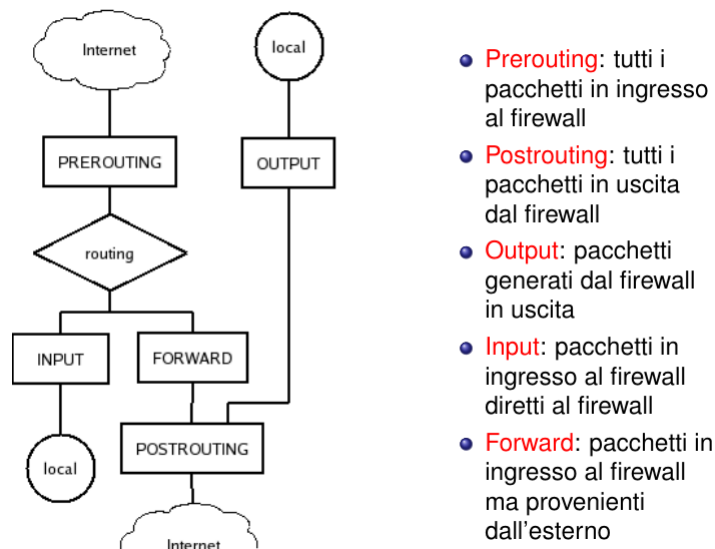 Internet
local
PREROUTING
OUTPUT
routing
INPUT
FORWARD
POSTROUTING
local
Internet
Prerouting: tutti i
pacchetti in ingresso
al firewall
Postrouting: tutti i
pacchetti in uscita
dal firewall
Output: pacchetti
generati dal firewall
in uscita
Input: pacchetti in
ingresso al firewall
diretti al firewall
Forward: pacchetti in
ingresso al firewall
ma provenienti
dall'esterno